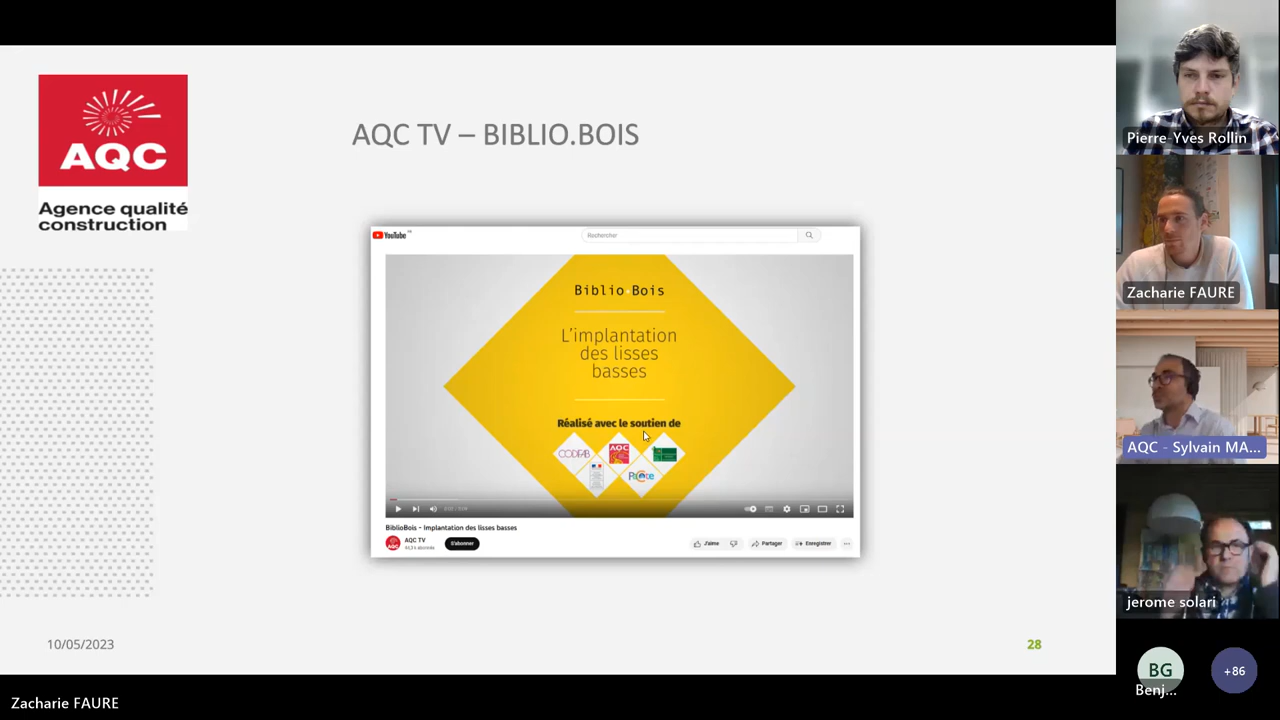 AQC
Agence qualité
construction
AQC TV – BIBLIO.BOIS
YouTube
Rechercher
Biblio Bois
L'implantation
des lisses
basses
Réalisé avec le soutien de
CODIFAB
AQC
BiblioBois - Implantation des lisses basses
AQC TV
S'abonner
J'aime
Partager
Enregistrer
10/05/2023
28
Zacharie FAURE
Pierre-Yves Rollin
Zacharie FAURE
AQC - Sylvain MA...
jerome solari
BG
Benj...
+86